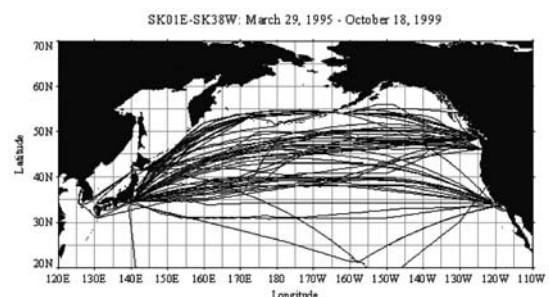 SK01E-SK38W: March 29, 1995 - October 18, 1999
70N
60N
50N
Latitude
40N
30N
20N
120E 130E 140E 150E 160E 170E 180 170W 160W 150W 140W 130W 120W 110W
Longitude